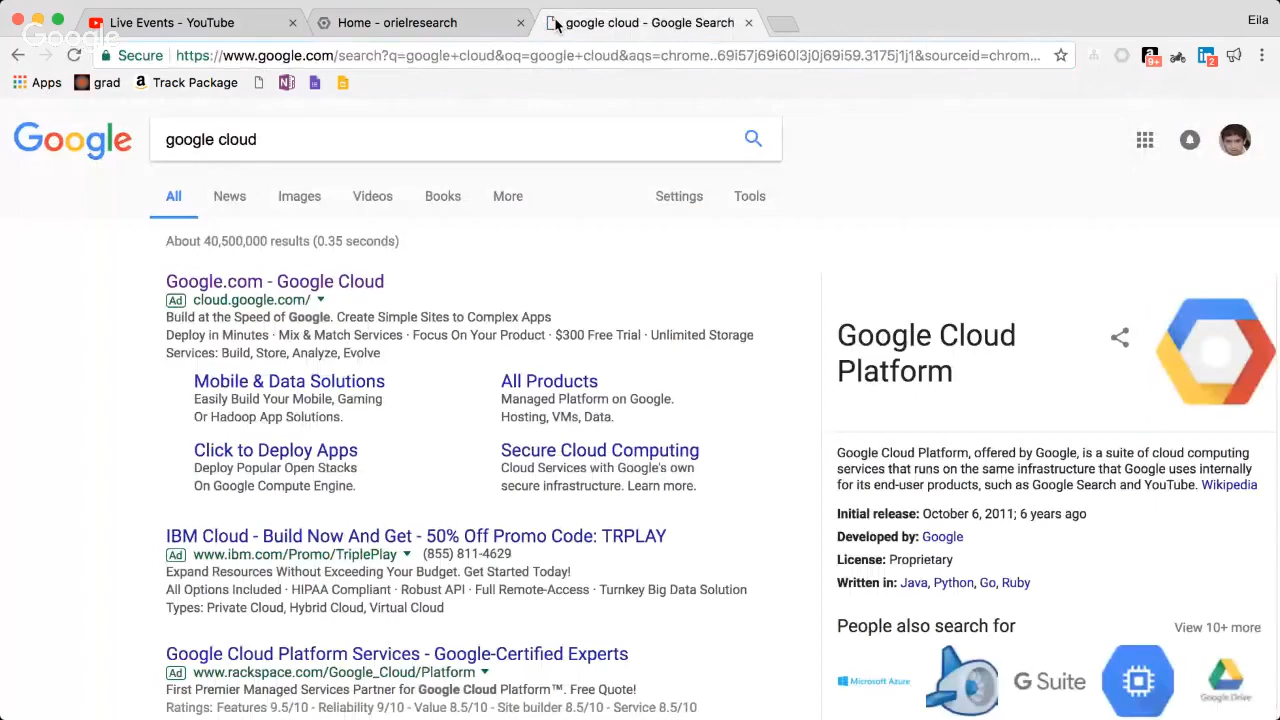 Live Events - YouTube
Home - orielresearch
google cloud - Google Search
Eila
Google
Secure
https://www.google.com/search?q=google+cloud&oq=google+cloud&aqs=chrome..69i57j69i60l3j0j69i59.3175j1j1&sourceid=chrom...
9+
2
Apps
grad
Track Package
Google
google cloud
All
News
Images
Videos
Books
More
Settings
Tools
About 40,500,000 results (0.35 seconds)
Google.com - Google Cloud
Ad cloud.google.com/
Build at the Speed of Google. Create Simple Sites to Complex Apps
Deploy in Minutes · Mix & Match Services · Focus On Your Product · $300 Free Trial · Unlimited Storage
Services: Build, Store, Analyze, Evolve
Mobile & Data Solutions
Easily Build Your Mobile, Gaming
Or Hadoop App Solutions.
All Products
Managed Platform on Google.
Hosting, VMs, Data.
Click to Deploy Apps
Deploy Popular Open Stacks
On Google Compute Engine.
Secure Cloud Computing
Cloud Services with Google's own
secure infrastructure. Learn more.
IBM Cloud - Build Now And Get - 50% Off Promo Code: TRPLAY
Ad www.ibm.com/Promo/TriplePlay (855) 811-4629
Expand Resources Without Exceeding Your Budget. Get Started Today!
All Options Included · HIPAA Compliant · Robust API · Full Remote-Access · Turnkey Big Data Solution
Types: Private Cloud, Hybrid Cloud, Virtual Cloud
Google Cloud Platform Services - Google-Certified Experts
Ad www.rackspace.com/Google_Cloud/Platform
First Premier Managed Services Partner for Google Cloud Platform™. Free Quote!
Ratings: Features 9.5/10 - Reliability 9/10 - Value 8.5/10 - Site builder 8.5/10 - Service 8.5/10
Google Cloud
Platform
Google Cloud Platform, offered by Google, is a suite of cloud computing
services that runs on the same infrastructure that Google uses internally
for its end-user products, such as Google Search and YouTube. Wikipedia
Initial release: October 6, 2011; 6 years ago
Developed by: Google
License: Proprietary
Written in: Java, Python, Go, Ruby
People also search for
View 10+ more
Microsoft Azure
G Suite
Google Drive